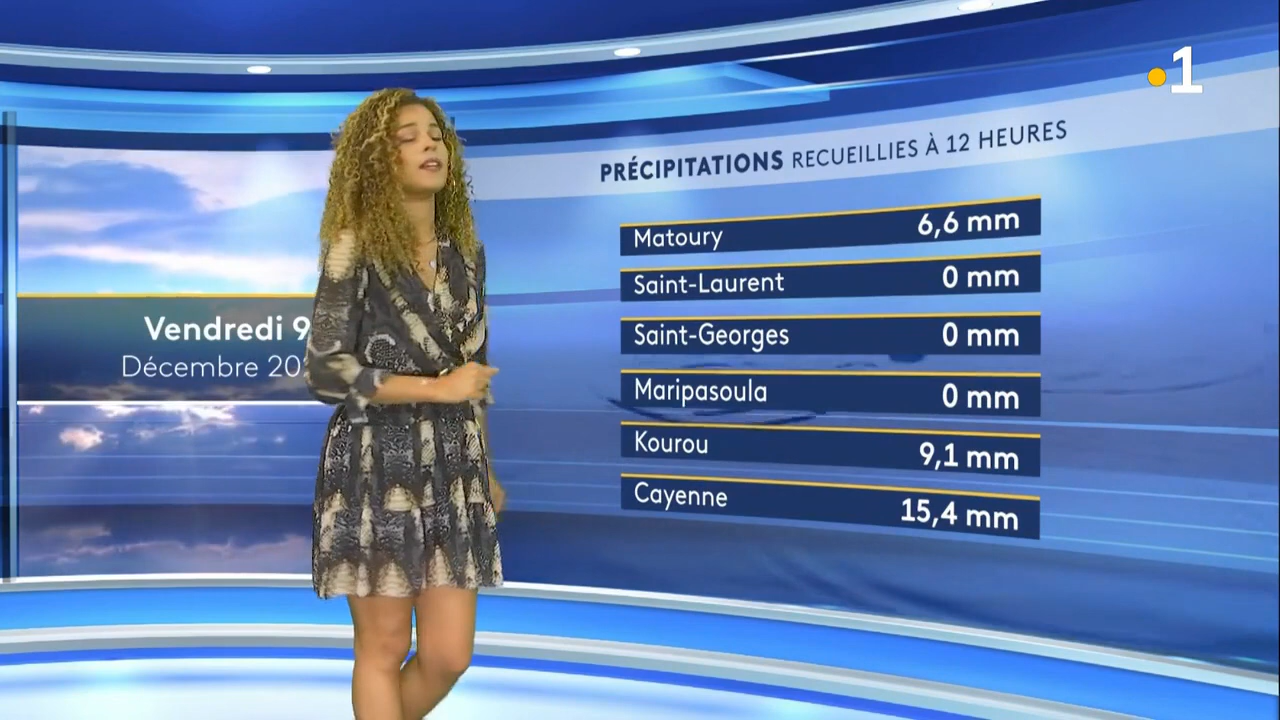 1
PRÉCIPITATIONS RECUEILLIES À 12 HEURES
Matoury 6,6 mm
Saint-Laurent 0 mm
Saint-Georges 0 mm
Maripasoula 0 mm
Kourou 9,1 mm
Cayenne 15,4 mm
Vendredi 9
Décembre